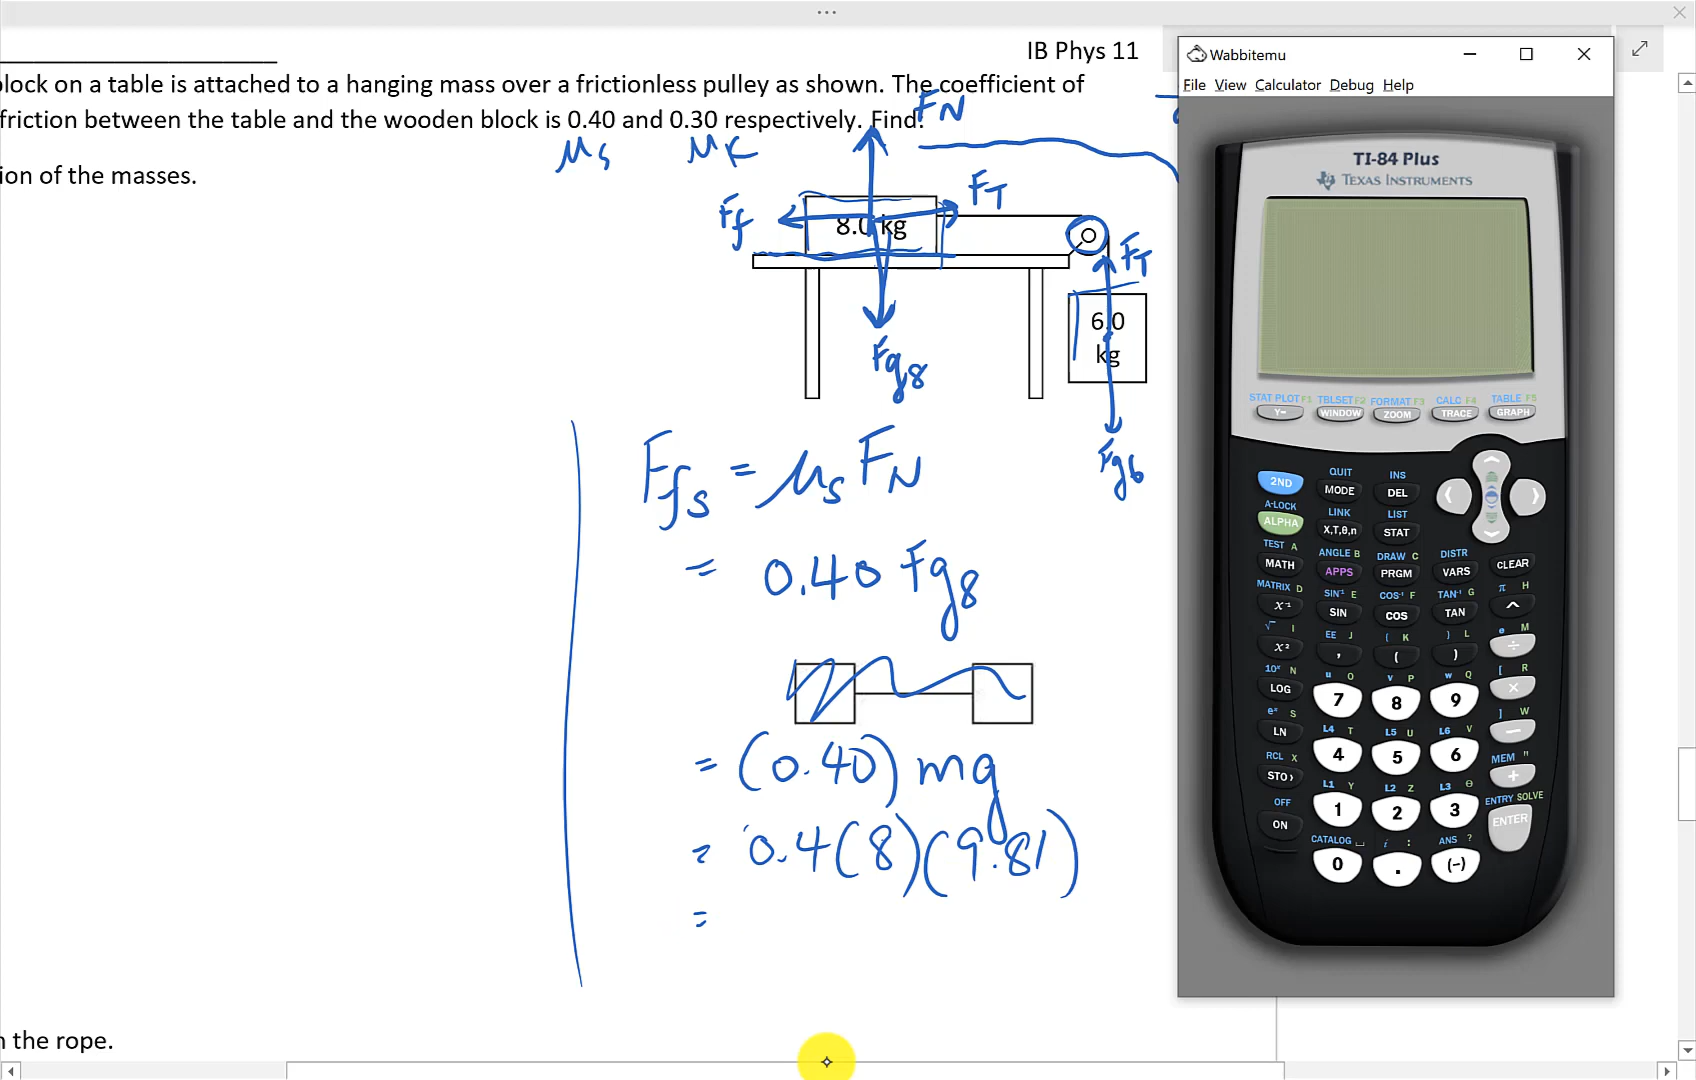 IB Phys 11
block on a table is attached to a hanging mass over a frictionless pulley as shown. The coefficient of
friction between the table and the wooden block is 0.40 and 0.30 respectively. Find:
ion of the masses.
μs μk
FN
Ff FT
8.0 kg
FT
6.0
kg
Fg8
Fg6
Ffs = μs FN
= 0.40 Fg8
= (0.40) mg
= 0.4(8)(9.81)
=
the rope.
Wabbitemu
File View Calculator Debug Help
TI-84 Plus
TEXAS INSTRUMENTS
STAT PLOT F1 TBLSET F2 FORMAT F3 CALC F4 TABLE F5
Y= WINDOW ZOOM TRACE GRAPH
QUIT INS
2ND MODE DEL
A-LOCK LINK LIST
ALPHA X,T,θ,n STAT
TEST A ANGLE B DRAW C DISTR
MATH APPS PRGM VARS CLEAR
MATRIX D SIN⁻¹ E COS⁻¹ F TAN⁻¹ G π H
X⁻¹ SIN COS TAN ^
√ I EE J { K } L e M
X² , ( ) ÷
10ˣ N u O v P w Q [ R
LOG 7 8 9 ×
eˣ S L4 T L5 U L6 V ] W
LN 4 5 6 −
RCL X L1 Y L2 Z L3 θ MEM "
STO› 1 2 3 +
OFF ENTRY SOLVE
ON ENTER
CATALOG ⎵ i : ANS ?
0 . (-)